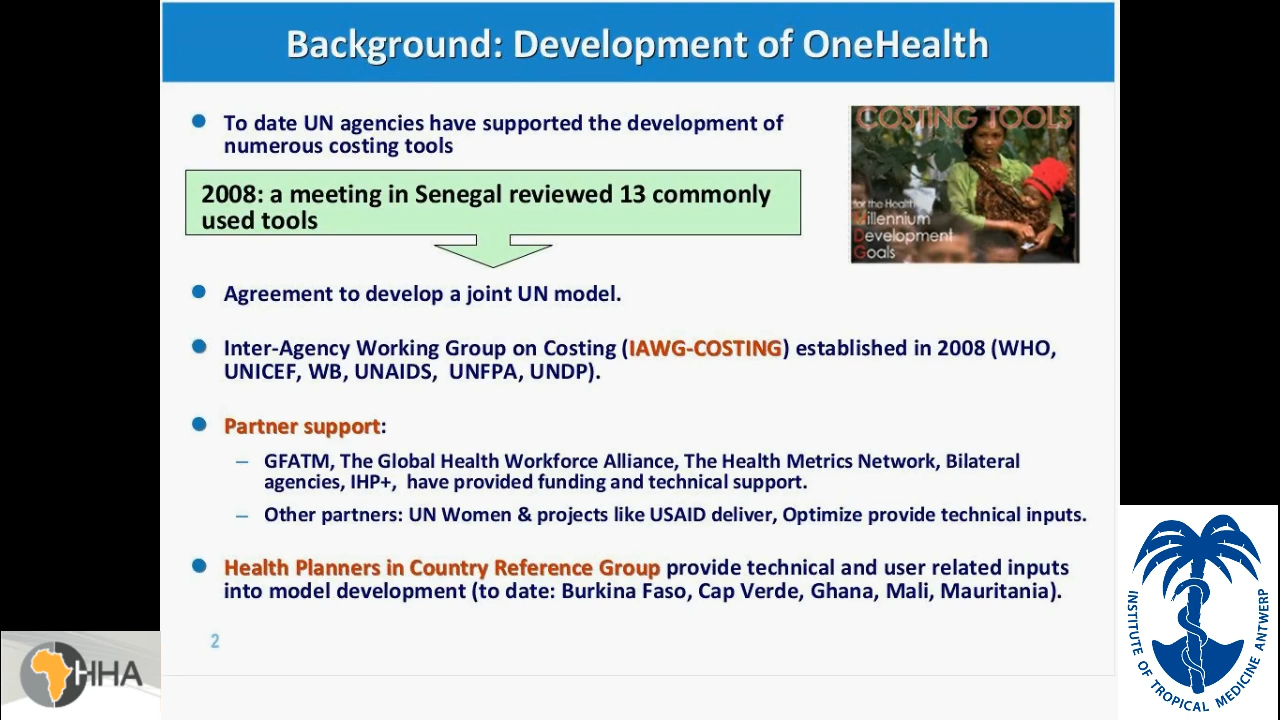 Background: Development of OneHealth
To date UN agencies have supported the development of
numerous costing tools
COSTING TOOLS
for the Health
Millennium
Development
Goals
2008: a meeting in Senegal reviewed 13 commonly
used tools
Agreement to develop a joint UN model.
Inter-Agency Working Group on Costing (IAWG-COSTING) established in 2008 (WHO,
UNICEF, WB, UNAIDS, UNFPA, UNDP).
Partner support:
– GFATM, The Global Health Workforce Alliance, The Health Metrics Network, Bilateral
agencies, IHP+, have provided funding and technical support.
– Other partners: UN Women & projects like USAID deliver, Optimize provide technical inputs.
Health Planners in Country Reference Group provide technical and user related inputs
into model development (to date: Burkina Faso, Cap Verde, Ghana, Mali, Mauritania).
2
HHA
INSTITUTE OF TROPICAL MEDICINE ANTWERP